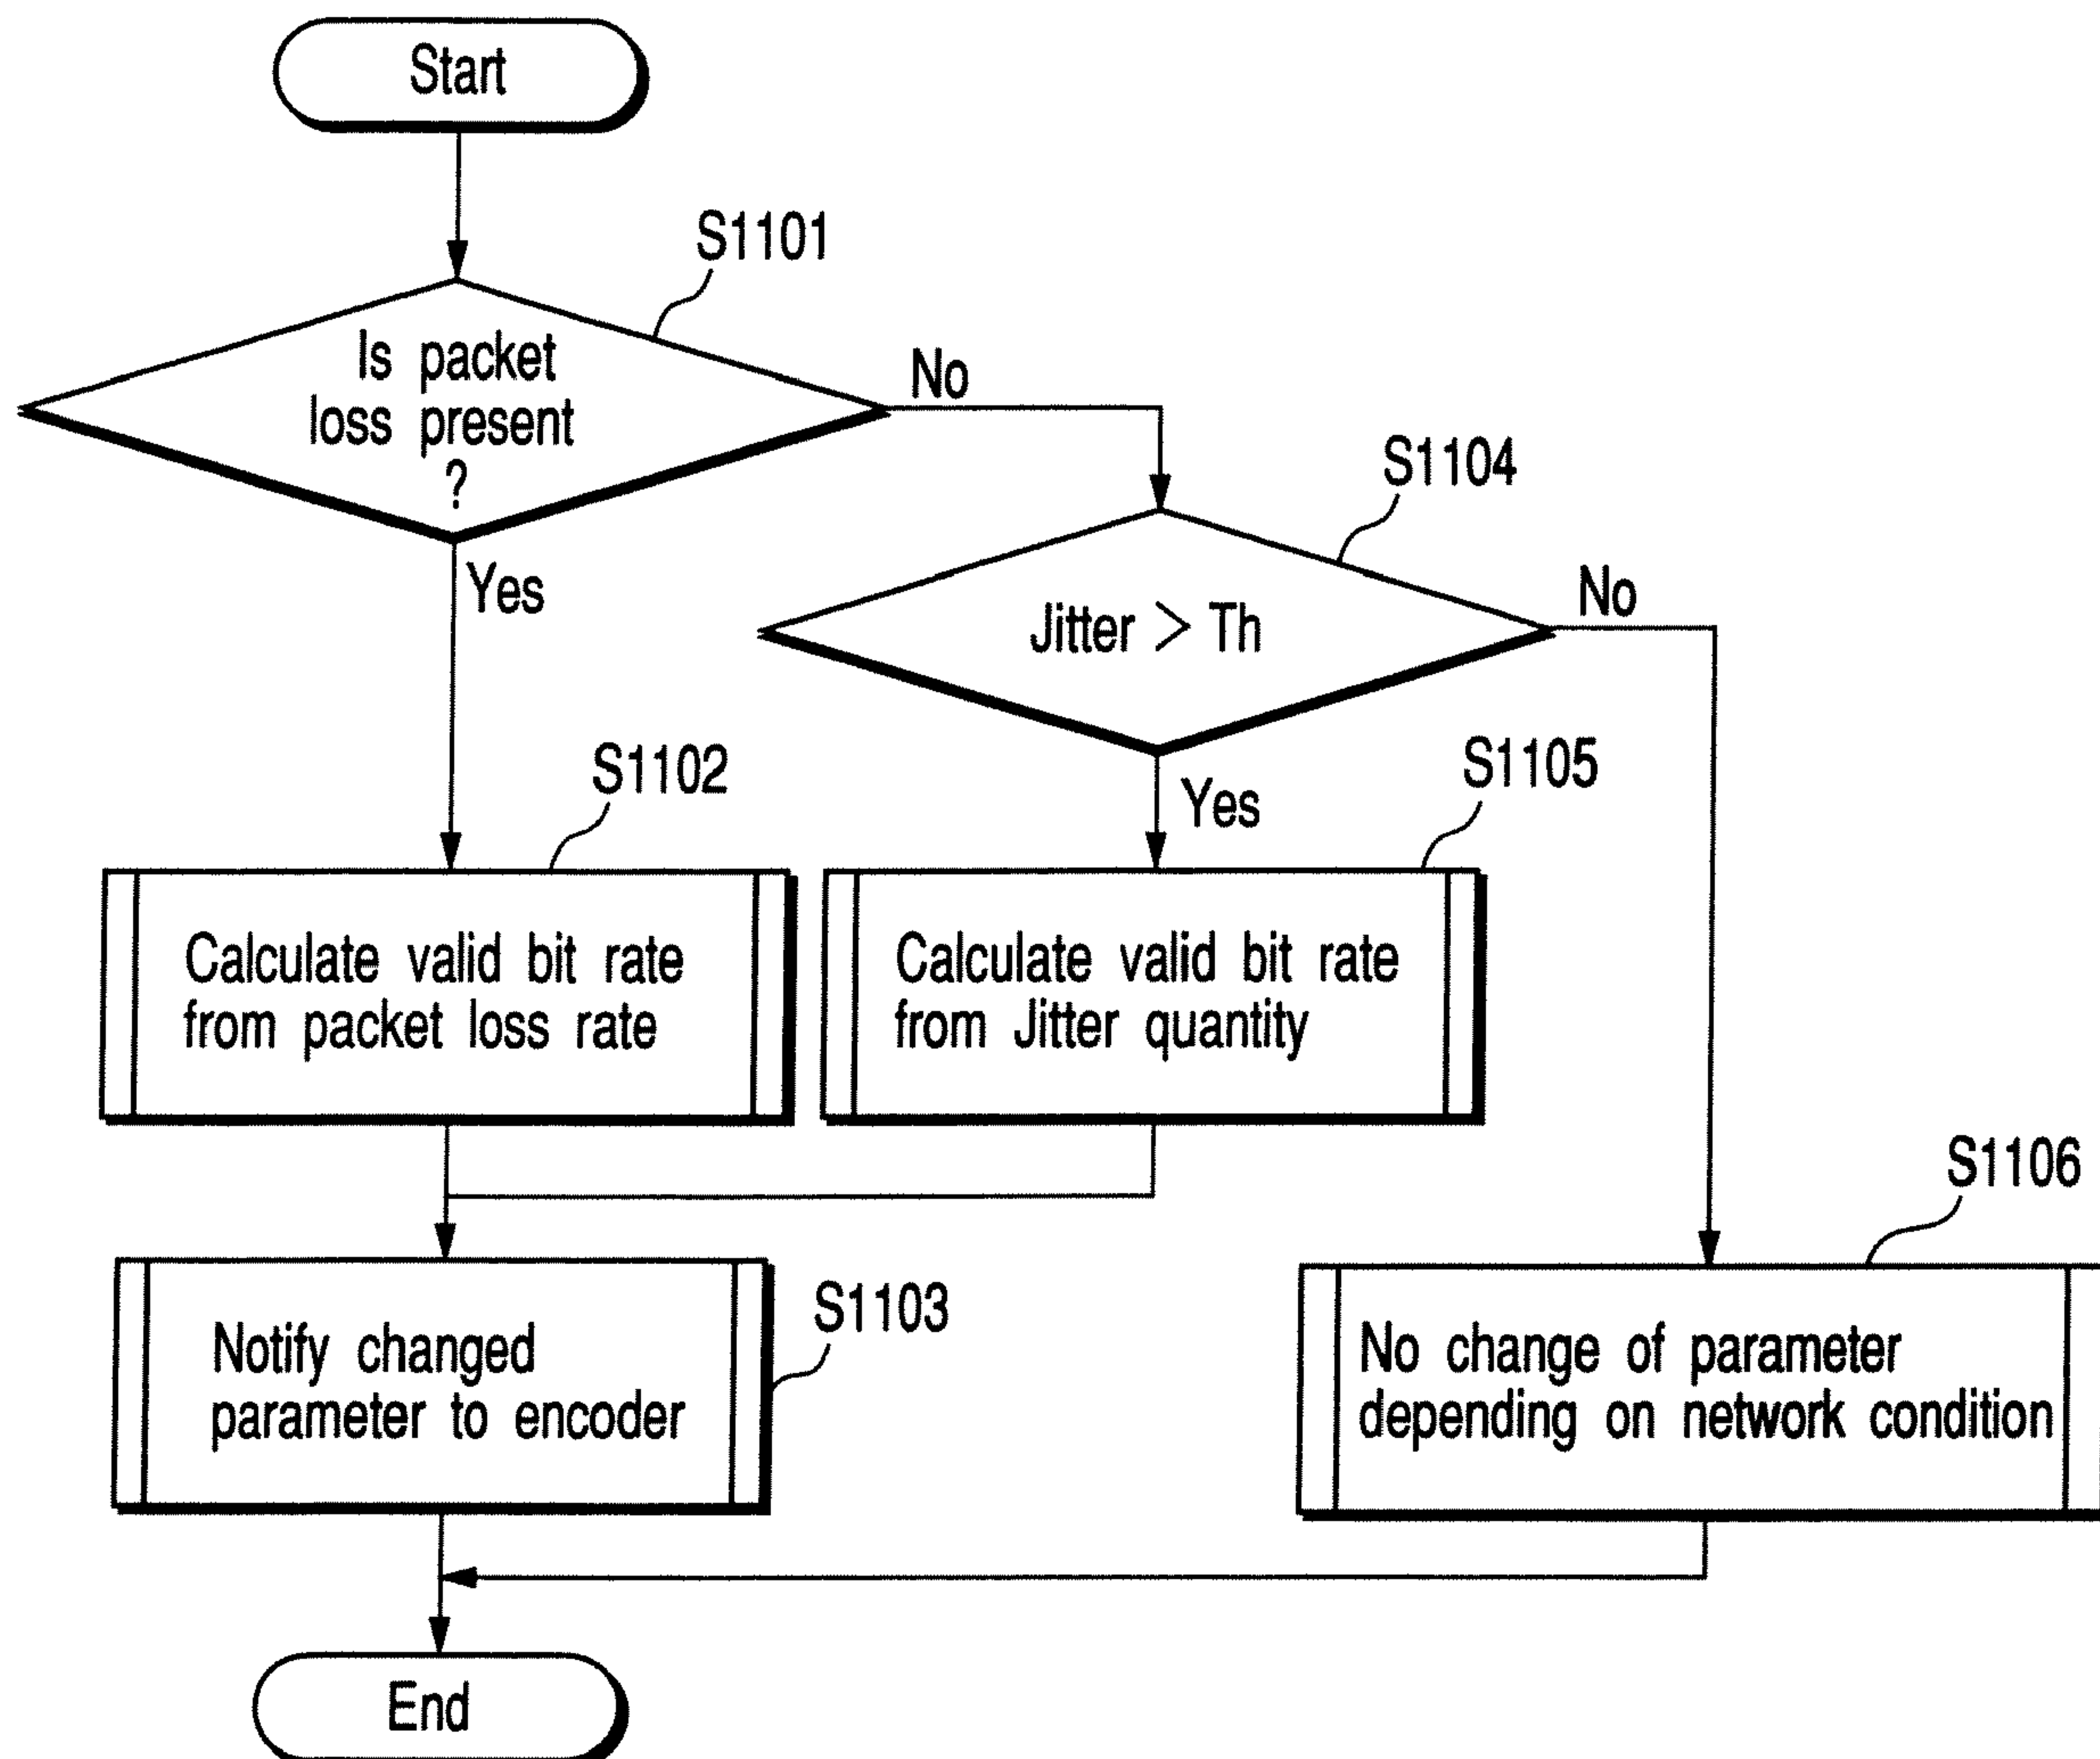 Start
S1101
Is packet
loss present
?
No
Yes
S1104
Jitter > Th
No
Yes
S1102
S1105
Calculate valid bit rate
from packet loss rate
Calculate valid bit rate
from Jitter quantity
S1103
S1106
Notify changed
parameter to encoder
No change of parameter
depending on network condition
End